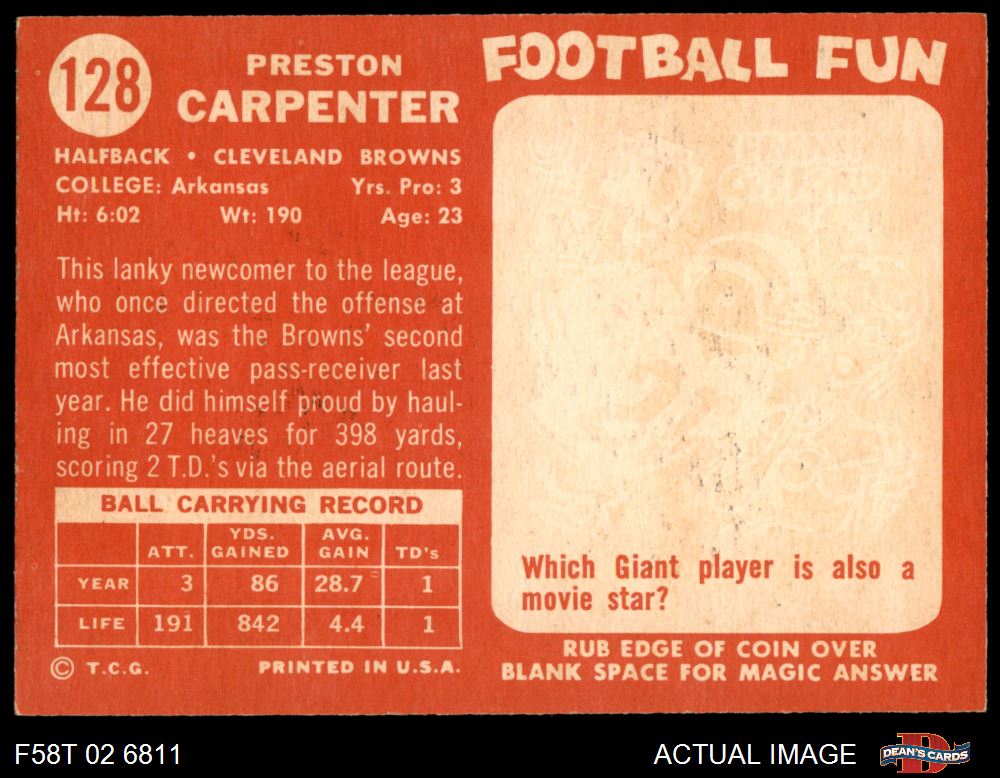 128
PRESTON
CARPENTER
HALFBACK • CLEVELAND BROWNS
COLLEGE: Arkansas Yrs. Pro: 3
Ht: 6:02 Wt: 190 Age: 23
This lanky newcomer to the league,
who once directed the offense at
Arkansas, was the Browns' second
most effective pass-receiver last
year. He did himself proud by haul-
ing in 27 heaves for 398 yards,
scoring 2 T.D.'s via the aerial route.
BALL CARRYING RECORD
ATT. YDS. GAINED AVG. GAIN TD's
YEAR 3 86 28.7 1
LIFE 191 842 4.4 1
© T.C.G. PRINTED IN U.S.A.
FOOTBALL FUN
Which Giant player is also a
movie star?
RUB EDGE OF COIN OVER
BLANK SPACE FOR MAGIC ANSWER
F58T 02 6811
ACTUAL IMAGE
D
DEAN'S CARDS